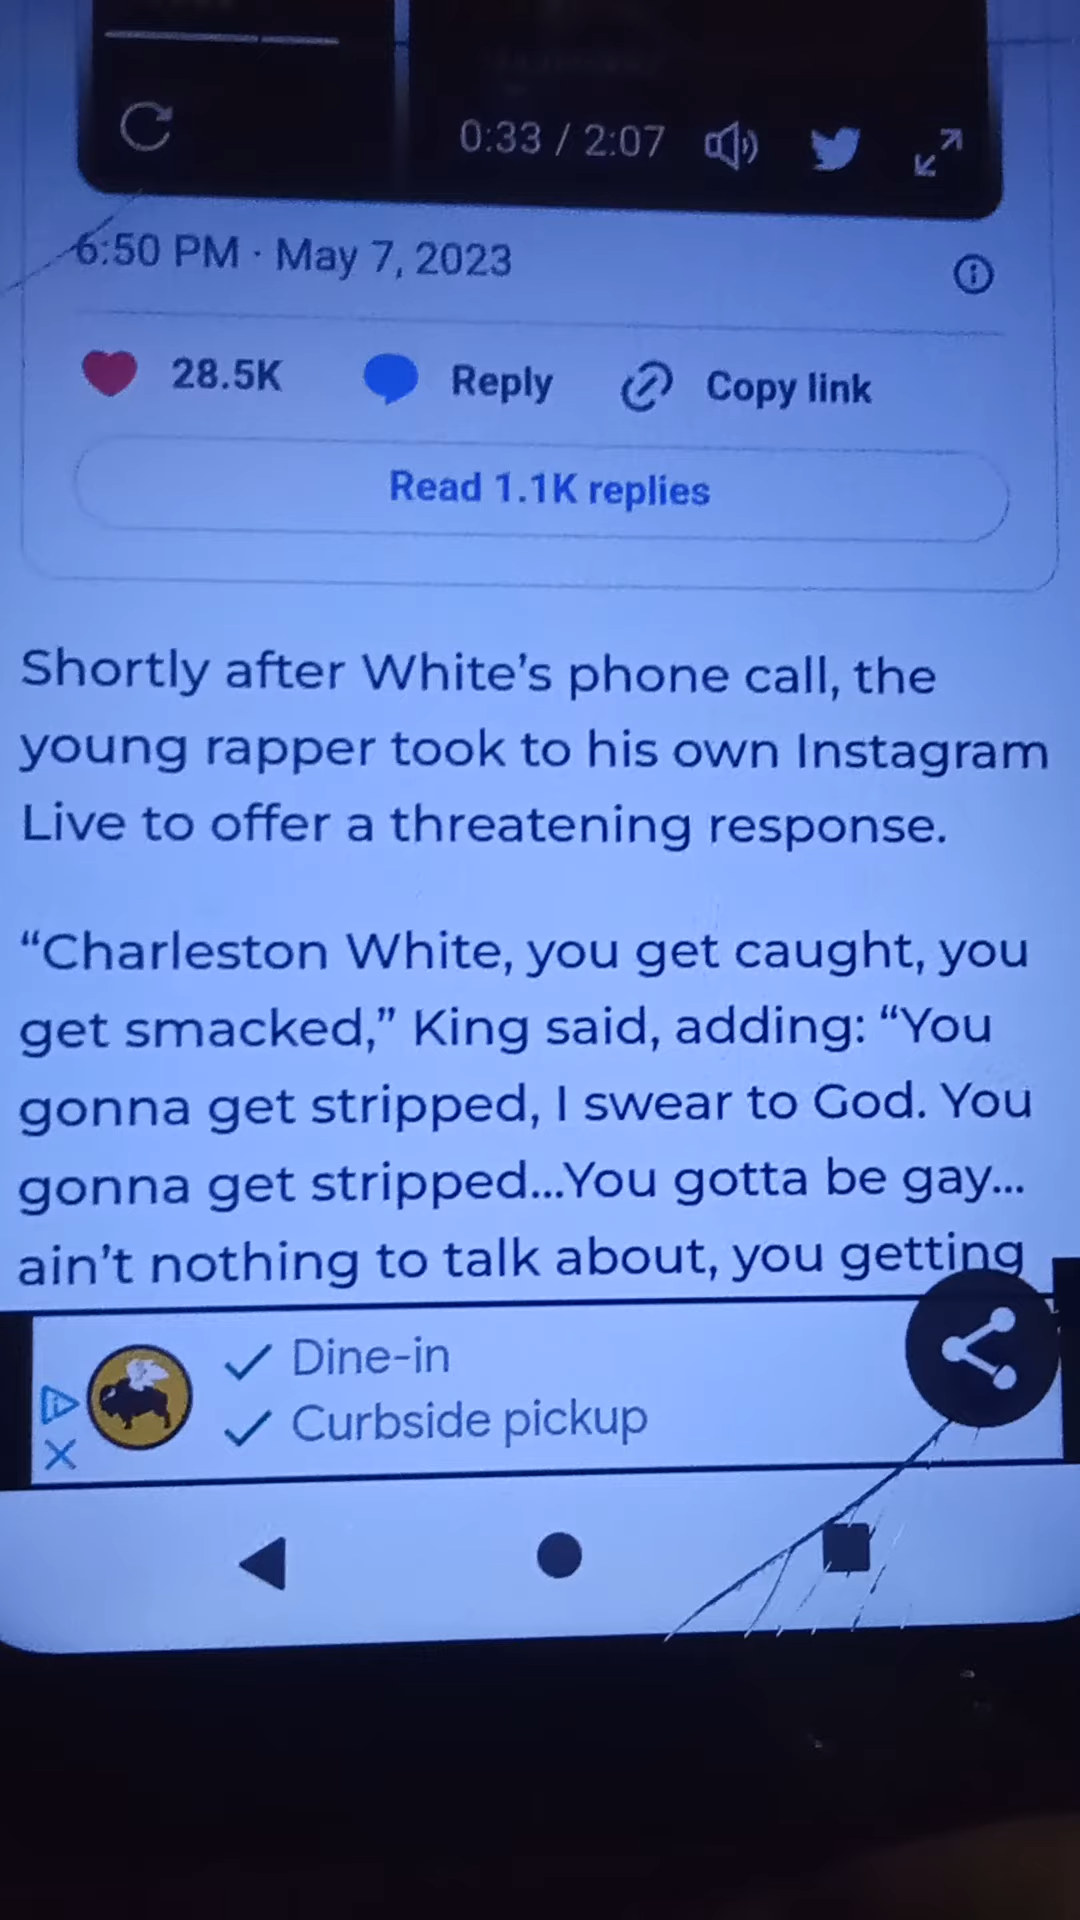 0:33 / 2:07
6:50 PM · May 7, 2023
28.5K Reply Copy link
Read 1.1K replies
Shortly after White’s phone call, the
young rapper took to his own Instagram
Live to offer a threatening response.
“Charleston White, you get caught, you
get smacked,” King said, adding: “You
gonna get stripped, I swear to God. You
gonna get stripped...You gotta be gay...
ain’t nothing to talk about, you getting
Dine-in
Curbside pickup